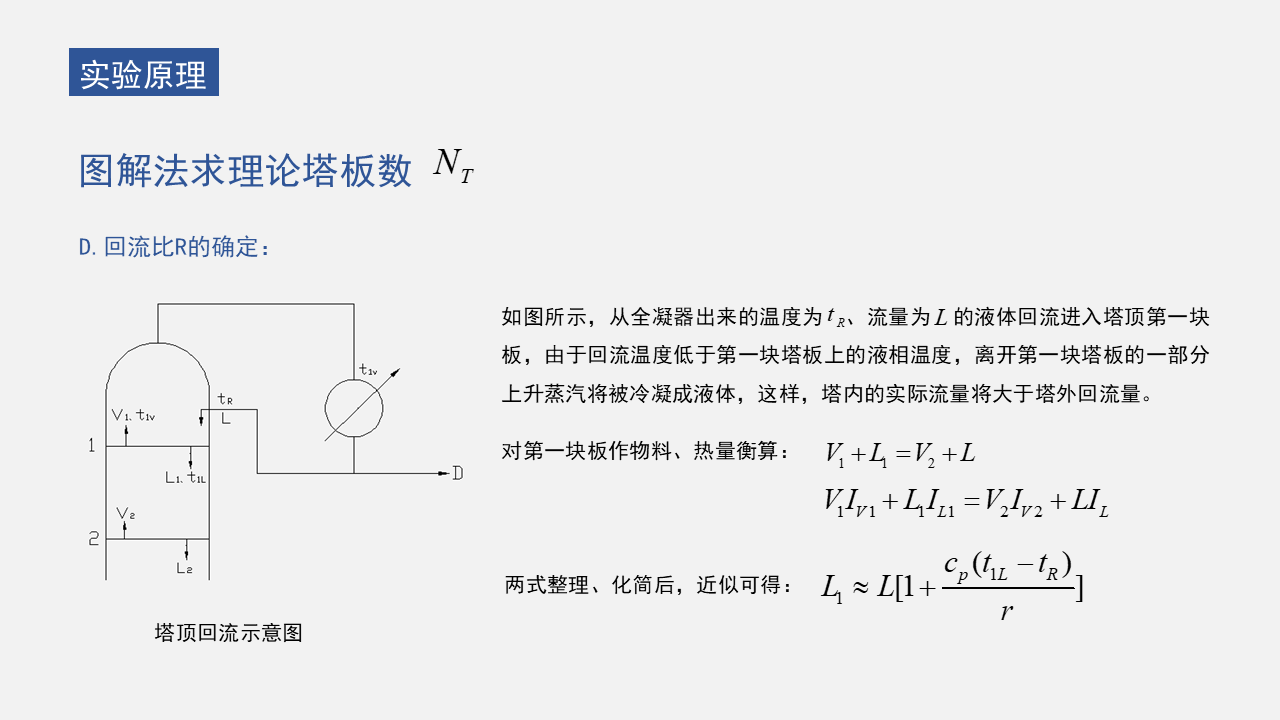 实验原理
图解法求理论塔板数 N_T
D.回流比R的确定：
如图所示，从全凝器出来的温度为 t_R、流量为 L 的液体回流进入塔顶第一块
板，由于回流温度低于第一块塔板上的液相温度，离开第一块塔板的一部分
上升蒸汽将被冷凝成液体，这样，塔内的实际流量将大于塔外回流量。
对第一块板作物料、热量衡算： V_1 + L_1 = V_2 + L
V_1 I_{V1} + L_1 I_{L1} = V_2 I_{V2} + L I_L
两式整理、化简后，近似可得： L_1 ≈ L[1 + \frac{c_p(t_{1L} − t_R)}{r}]
t_{1v}
t_R
L
V_1. t_{1v}
1
L_1. t_{1L}
D
V_2
2
L_2
塔顶回流示意图